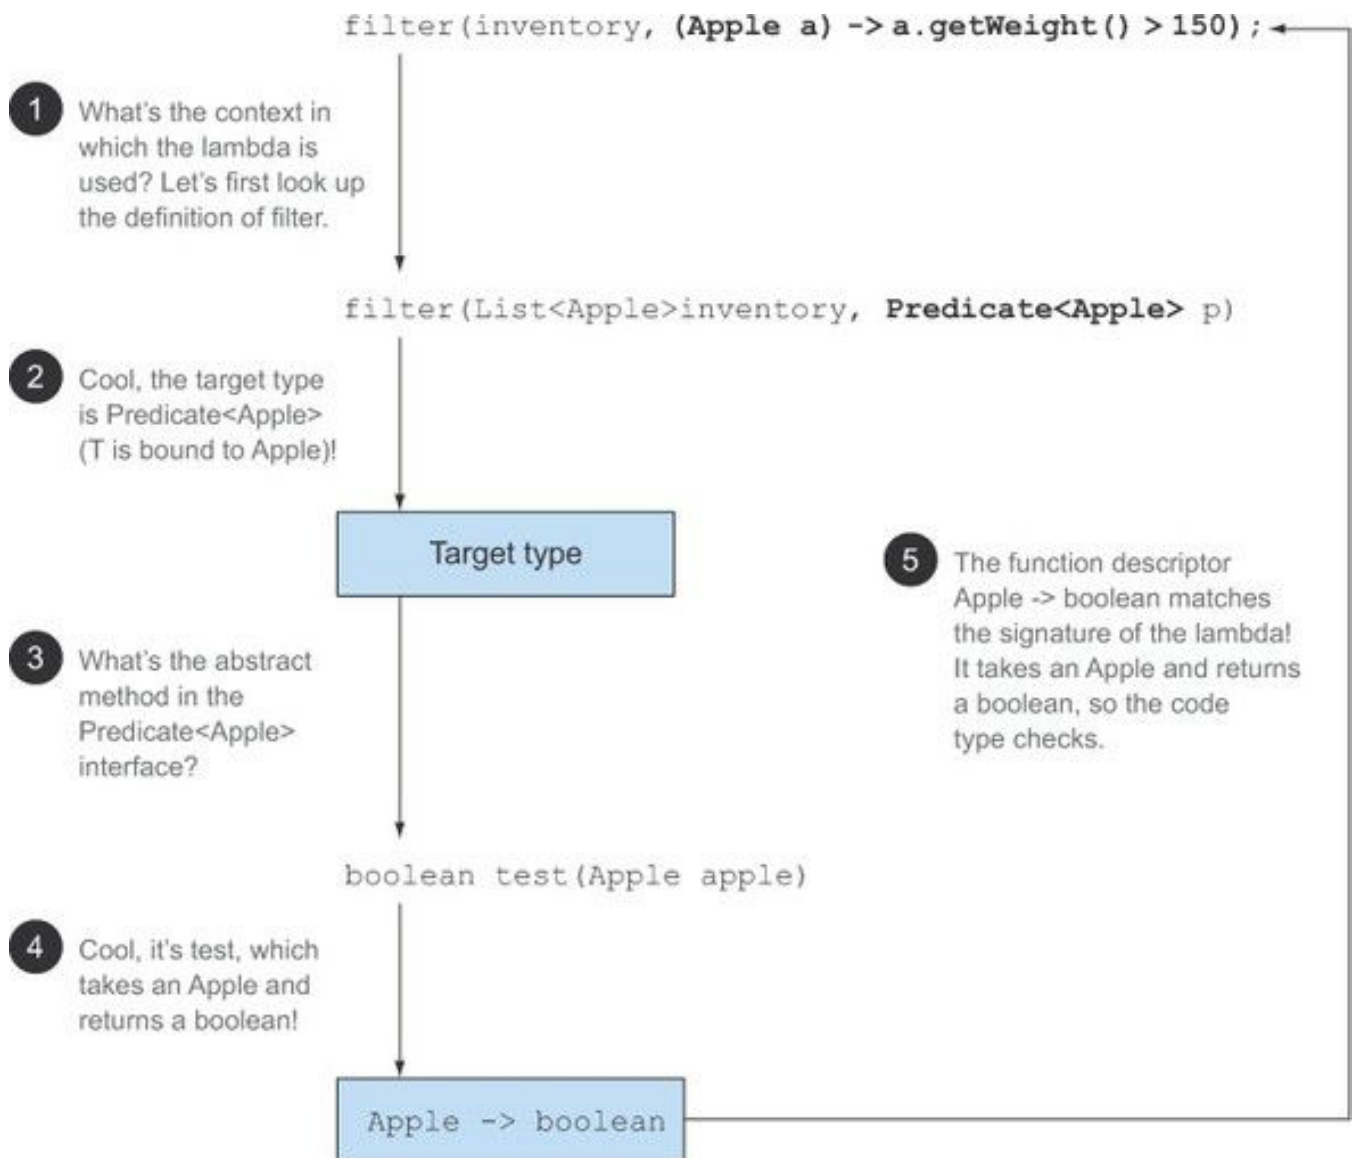 filter(inventory, (Apple a) -> a.getWeight() > 150);
1
What's the context in
which the lambda is
used? Let's first look up
the definition of filter.
filter(List<Apple>inventory, Predicate<Apple> p)
2
Cool, the target type
is Predicate<Apple>
(T is bound to Apple)!
Target type
3
What's the abstract
method in the
Predicate<Apple>
interface?
5
The function descriptor
Apple -> boolean matches
the signature of the lambda!
It takes an Apple and returns
a boolean, so the code
type checks.
boolean test(Apple apple)
4
Cool, it's test, which
takes an Apple and
returns a boolean!
Apple -> boolean